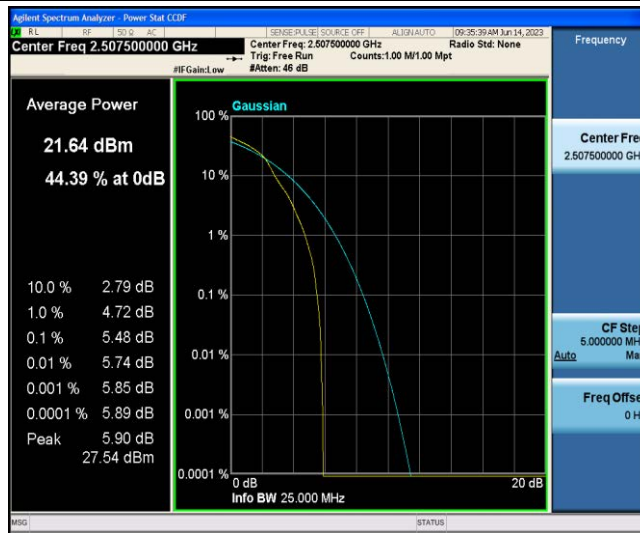 Agilent Spectrum Analyzer - Power Stat CCDF
RL RF 50 Ω AC SENSE:PULSE SOURCE OFF ALIGNAUTO 09:35:39 AM Jun 14, 2023
Center Freq 2.507500000 GHz
Center Freq: 2.507500000 GHz Radio Std: None
Trig: Free Run Counts:1.00 M/1.00 Mpt
#IFGain:Low #Atten: 46 dB
Frequency
Average Power
21.64 dBm
44.39 % at 0dB
10.0 % 2.79 dB
1.0 % 4.72 dB
0.1 % 5.48 dB
0.01 % 5.74 dB
0.001 % 5.85 dB
0.0001 % 5.89 dB
Peak 5.90 dB
27.54 dBm
Gaussian
100 %
10 %
1 %
0.1 %
0.01 %
0.001 %
0.0001 %
0 dB 20 dB
Info BW 25.000 MHz
Center Fre
2.507500000 GH
CF Step
5.000000 MH
Auto Ma
Freq Offse
0 H
MSG STATUS